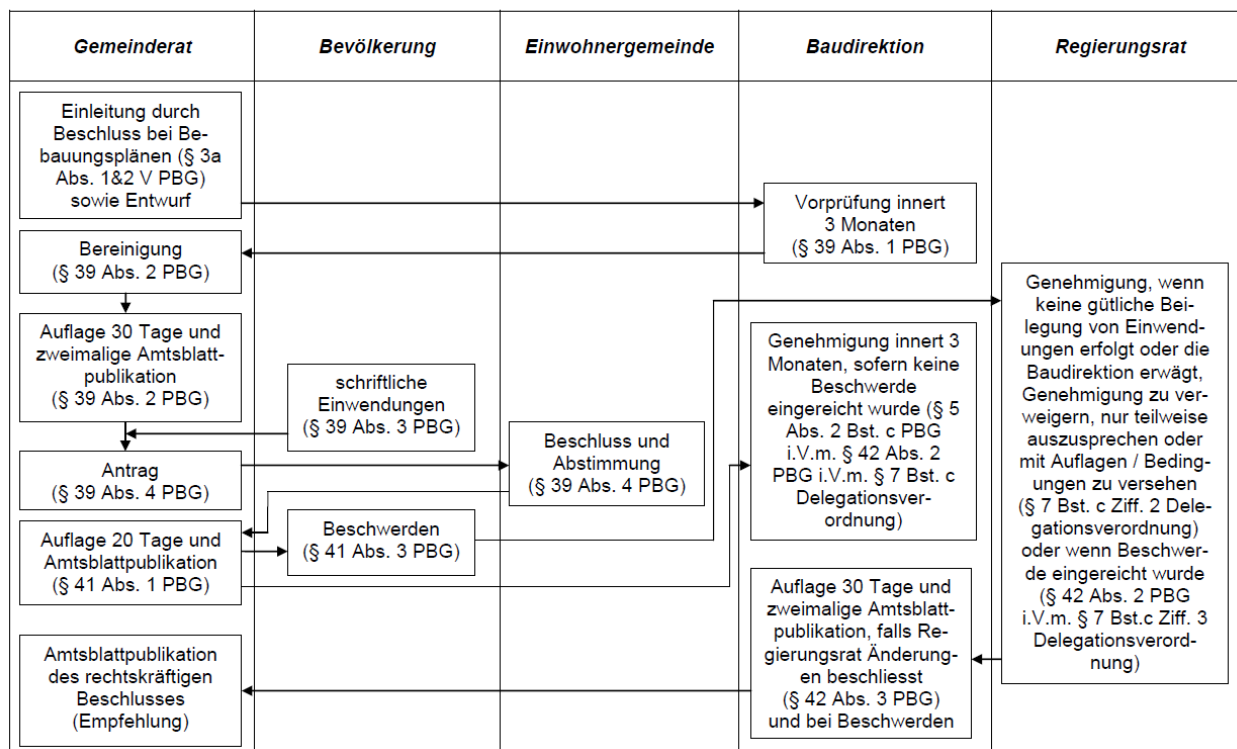 Gemeinderat
Bevölkerung
Einwohnergemeinde
Baudirektion
Regierungsrat
Einleitung durch
Beschluss bei Be-
bauungsplänen (§ 3a
Abs. 1&2 V PBG)
sowie Entwurf
Vorprüfung innert
3 Monaten
(§ 39 Abs. 1 PBG)
Bereinigung
(§ 39 Abs. 2 PBG)
Auflage 30 Tage und
zweimalige Amtsblatt-
publikation
(§ 39 Abs. 2 PBG)
schriftliche
Einwendungen
(§ 39 Abs. 3 PBG)
Antrag
(§ 39 Abs. 4 PBG)
Beschluss und
Abstimmung
(§ 39 Abs. 4 PBG)
Auflage 20 Tage und
Amtsblattpublikation
(§ 41 Abs. 1 PBG)
Beschwerden
(§ 41 Abs. 3 PBG)
Genehmigung innert 3
Monaten, sofern keine
Beschwerde
eingereicht wurde (§ 5
Abs. 2 Bst. c PBG
i.V.m. § 42 Abs. 2
PBG i.V.m. § 7 Bst. c
Delegationsver-
ordnung)
Genehmigung, wenn
keine gütliche Bei-
legung von Einwend-
ungen erfolgt oder die
Baudirektion erwägt,
Genehmigung zu ver-
weigern, nur teilweise
auszusprechen oder
mit Auflagen / Beding-
ungen zu versehen
(§ 7 Bst. c Ziff. 2 Dele-
gationsverordnung)
oder wenn Beschwer-
de eingereicht wurde
(§ 42 Abs. 2 PBG
i.V.m. § 7 Bst.c Ziff. 3
Delegationsverord-
nung)
Auflage 30 Tage und
zweimalige Amtsblatt-
publikation, falls Re-
gierungsrat Änderung-
en beschliesst
(§ 42 Abs. 3 PBG)
und bei Beschwerden
Amtsblattpublikation
des rechtskräftigen
Beschlusses
(Empfehlung)